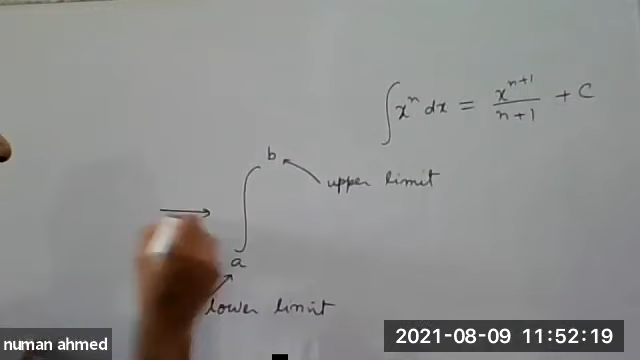 ∫xⁿ dx = xⁿ⁺¹/n+1 + C
b
upper limit
∫
a
lower limit
numan ahmed
2021-08-09 11:52:19